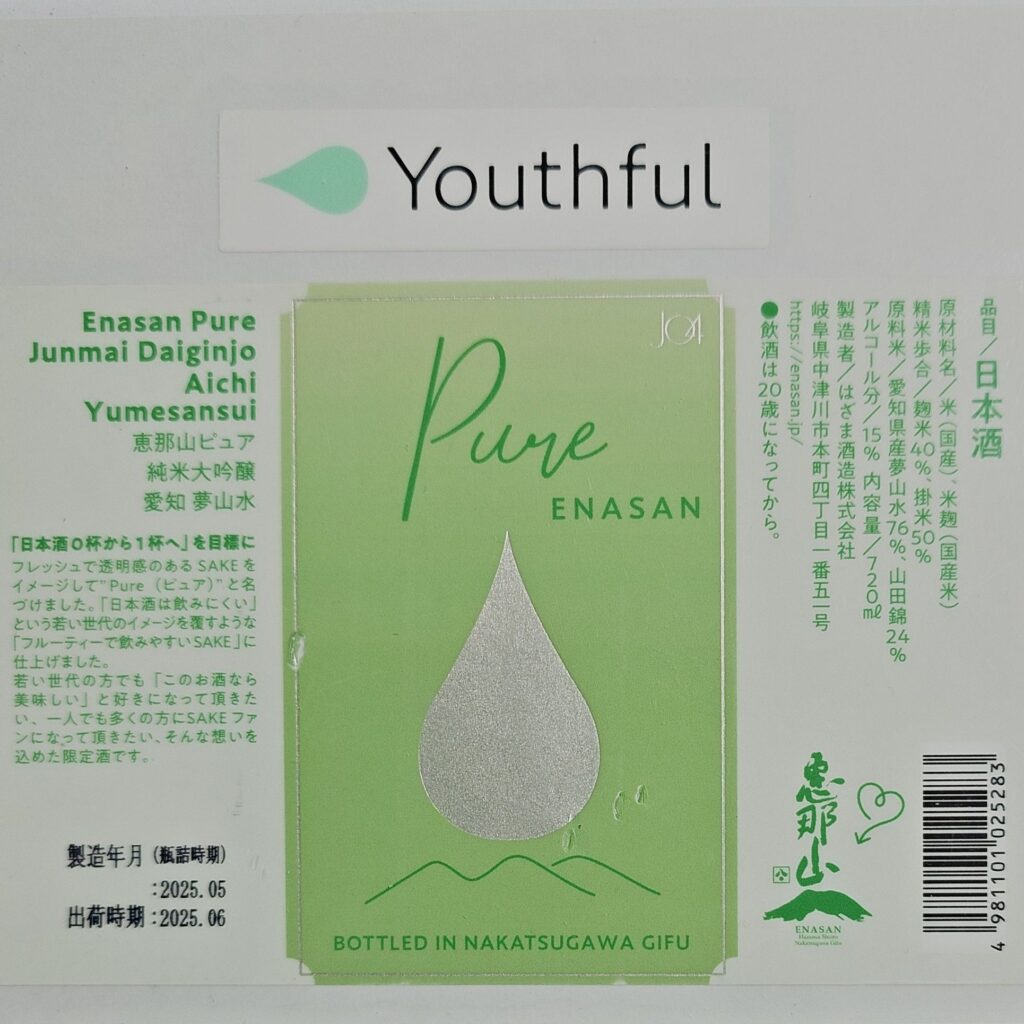 Youthful
Enasan Pure
Junmai Daiginjo
Aichi
Yumesansui
恵那山ピュア
純米大吟醸
愛知 夢山水
「日本酒0杯から1杯へ」を目標に
フレッシュで透明感のあるSAKEを
イメージして"Pure（ピュア）"と名
づけました。「日本酒は飲みにくい」
という若い世代のイメージを覆すような
「フルーティーで飲みやすいSAKE」に
仕上げました。
若い世代の方でも「このお酒なら
美味しい」と好きになって頂きた
い、一人でも多くの方にSAKEファ
ンになって頂きたい、そんな想いを
込めた限定酒です。
製造年月（瓶詰時期）
:2025.05
出荷時期:2025.06
J04
Pure
ENASAN
BOTTLED IN NAKATSUGAWA GIFU
品目/日本酒
原材料名/米（国産）、米麹（国産米）
精米歩合/麹米40%、掛米50%
原料米/愛知県産夢山水76%、山田錦24%
アルコール分/15% 内容量/720㎖
製造者/はざま酒造株式会社
岐阜県中津川市本町四丁目一番五一号
https://enasan.jp/
●飲酒は20歳になってから。
恵那山
ENASAN
Hazama Shuzo
Nakatsugawa Gifu
4 981101 025283